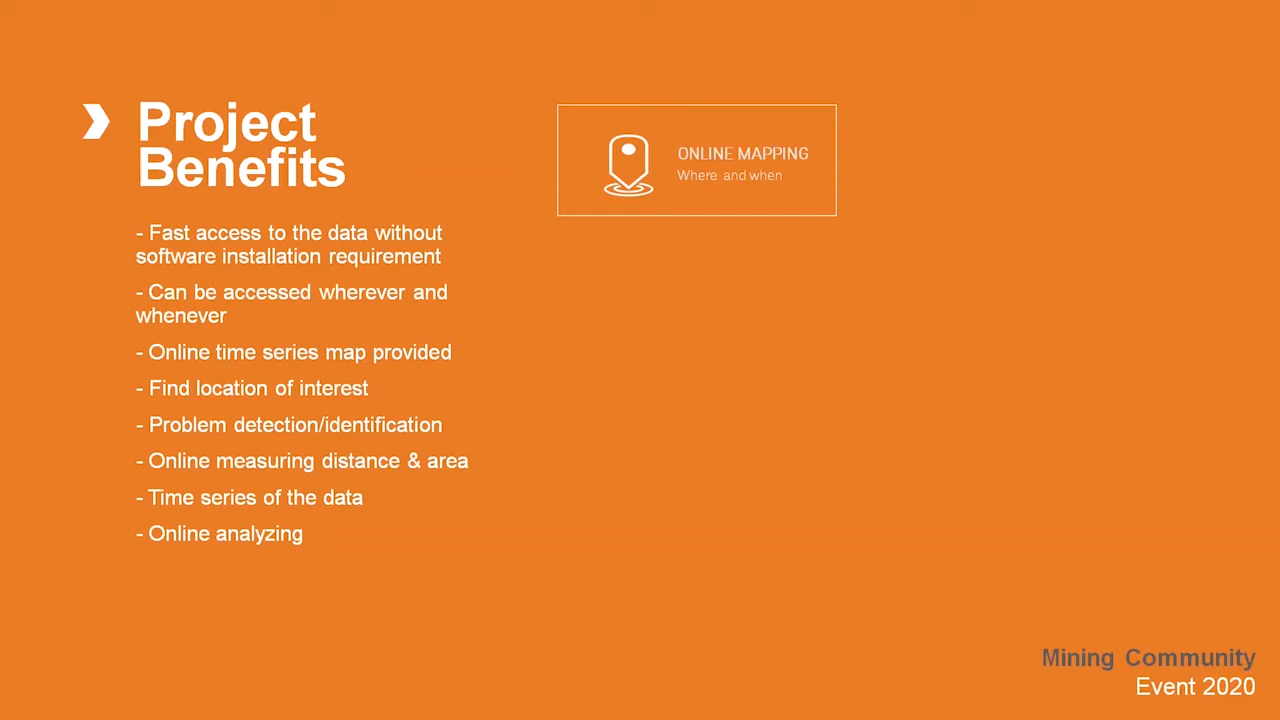 Project
Benefits
- Fast access to the data without
software installation requirement
- Can be accessed wherever and
whenever
- Online time series map provided
- Find location of interest
- Problem detection/identification
- Online measuring distance & area
- Time series of the data
- Online analyzing
ONLINE MAPPING
Where and when
Mining Community
Event 2020